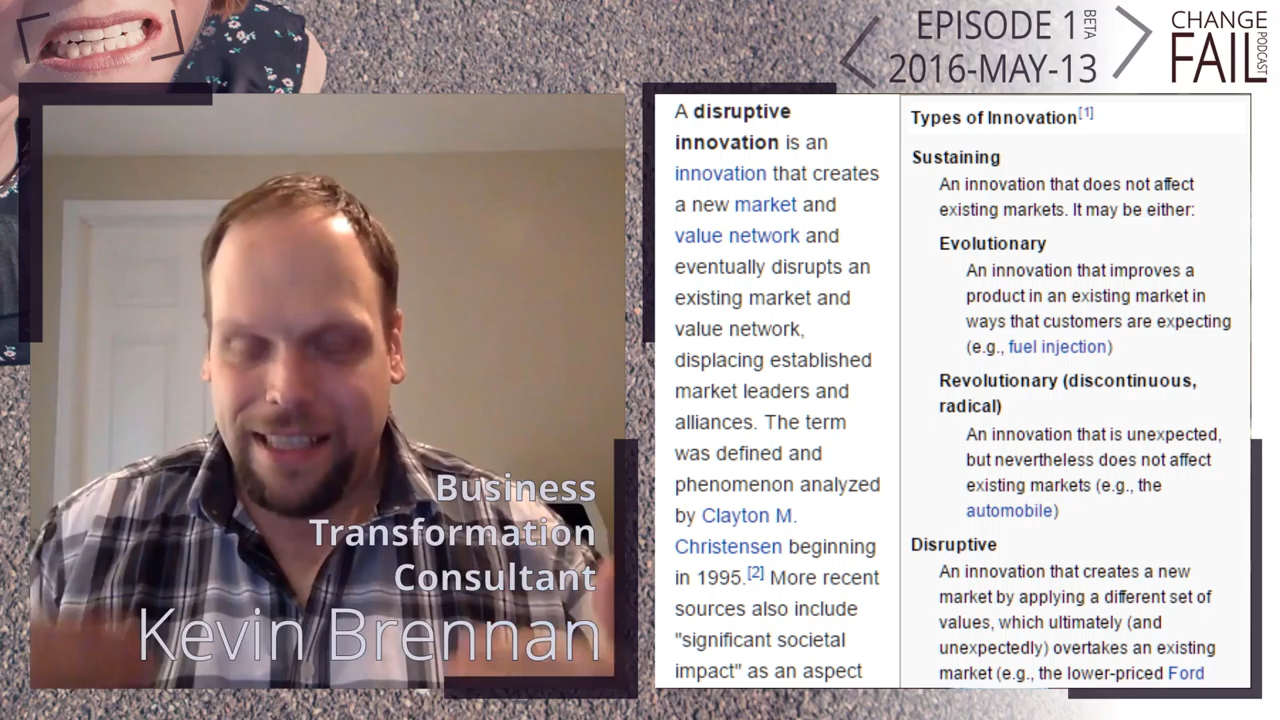 EPISODE 1 BETA
2016-MAY-13
CHANGE
FAIL PODCAST
Business
Transformation
Consultant
Kevin Brennan
A disruptive
innovation is an
innovation that creates
a new market and
value network and
eventually disrupts an
existing market and
value network,
displacing established
market leaders and
alliances. The term
was defined and
phenomenon analyzed
by Clayton M.
Christensen beginning
in 1995.[2] More recent
sources also include
"significant societal
impact" as an aspect
Types of Innovation[1]
Sustaining
An innovation that does not affect
existing markets. It may be either:
Evolutionary
An innovation that improves a
product in an existing market in
ways that customers are expecting
(e.g., fuel injection)
Revolutionary (discontinuous,
radical)
An innovation that is unexpected,
but nevertheless does not affect
existing markets (e.g., the
automobile)
Disruptive
An innovation that creates a new
market by applying a different set of
values, which ultimately (and
unexpectedly) overtakes an existing
market (e.g., the lower-priced Ford